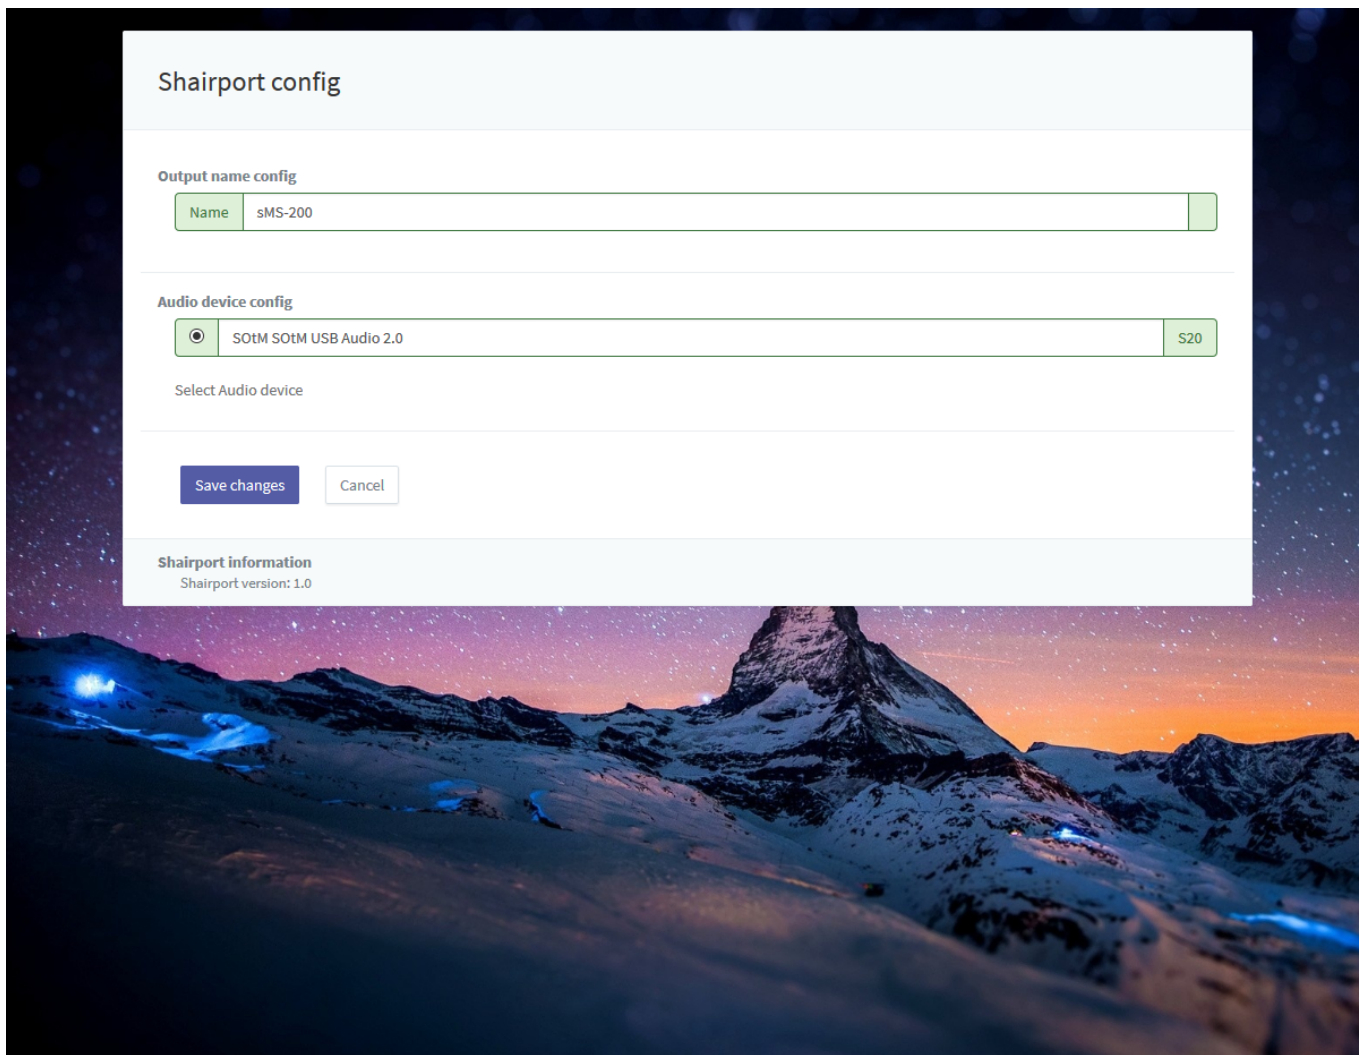 Shairport config
Output name config
Name sMS-200
Audio device config
SOtM SOtM USB Audio 2.0 S20
Select Audio device
Save changes Cancel
Shairport information
Shairport version: 1.0